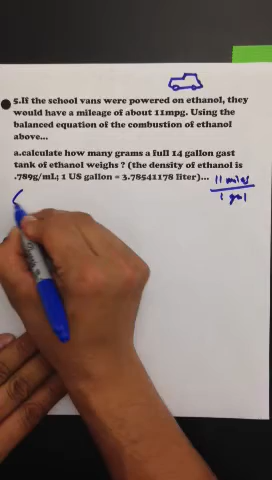 5.If the school vans were powered on ethanol, they
would have a mileage of about 11mpg. Using the
balanced equation of the combustion of ethanol
above...
a.calculate how many grams a full 14 gallon gast
tank of ethanol weighs ? (the density of ethanol is
.789g/mL; 1 US gallon = 3.78541178 liter)...
11 miles
1 gal